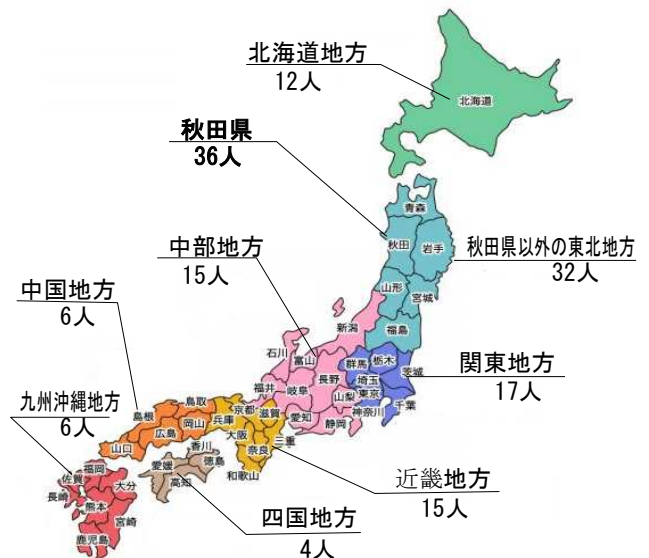 北海道地方
12人
北海道
秋田県
36人
青森
秋田
岩手
秋田県以外の東北地方
32人
中部地方
15人
山形
宮城
中国地方
6人
新潟
福島
石川
富山
群馬
栃木
関東地方
17人
茨城
長野
埼玉
福井
岐阜
山梨
東京
九州沖縄地方
6人
鳥取
京都
滋賀
愛知
静岡
神奈川
千葉
島根
岡山
兵庫
広島
大阪
奈良
三重
山口
香川
愛媛
徳島
高知
和歌山
近畿地方
15人
福岡
佐賀
大分
長崎
熊本
宮崎
鹿児島
四国地方
4人